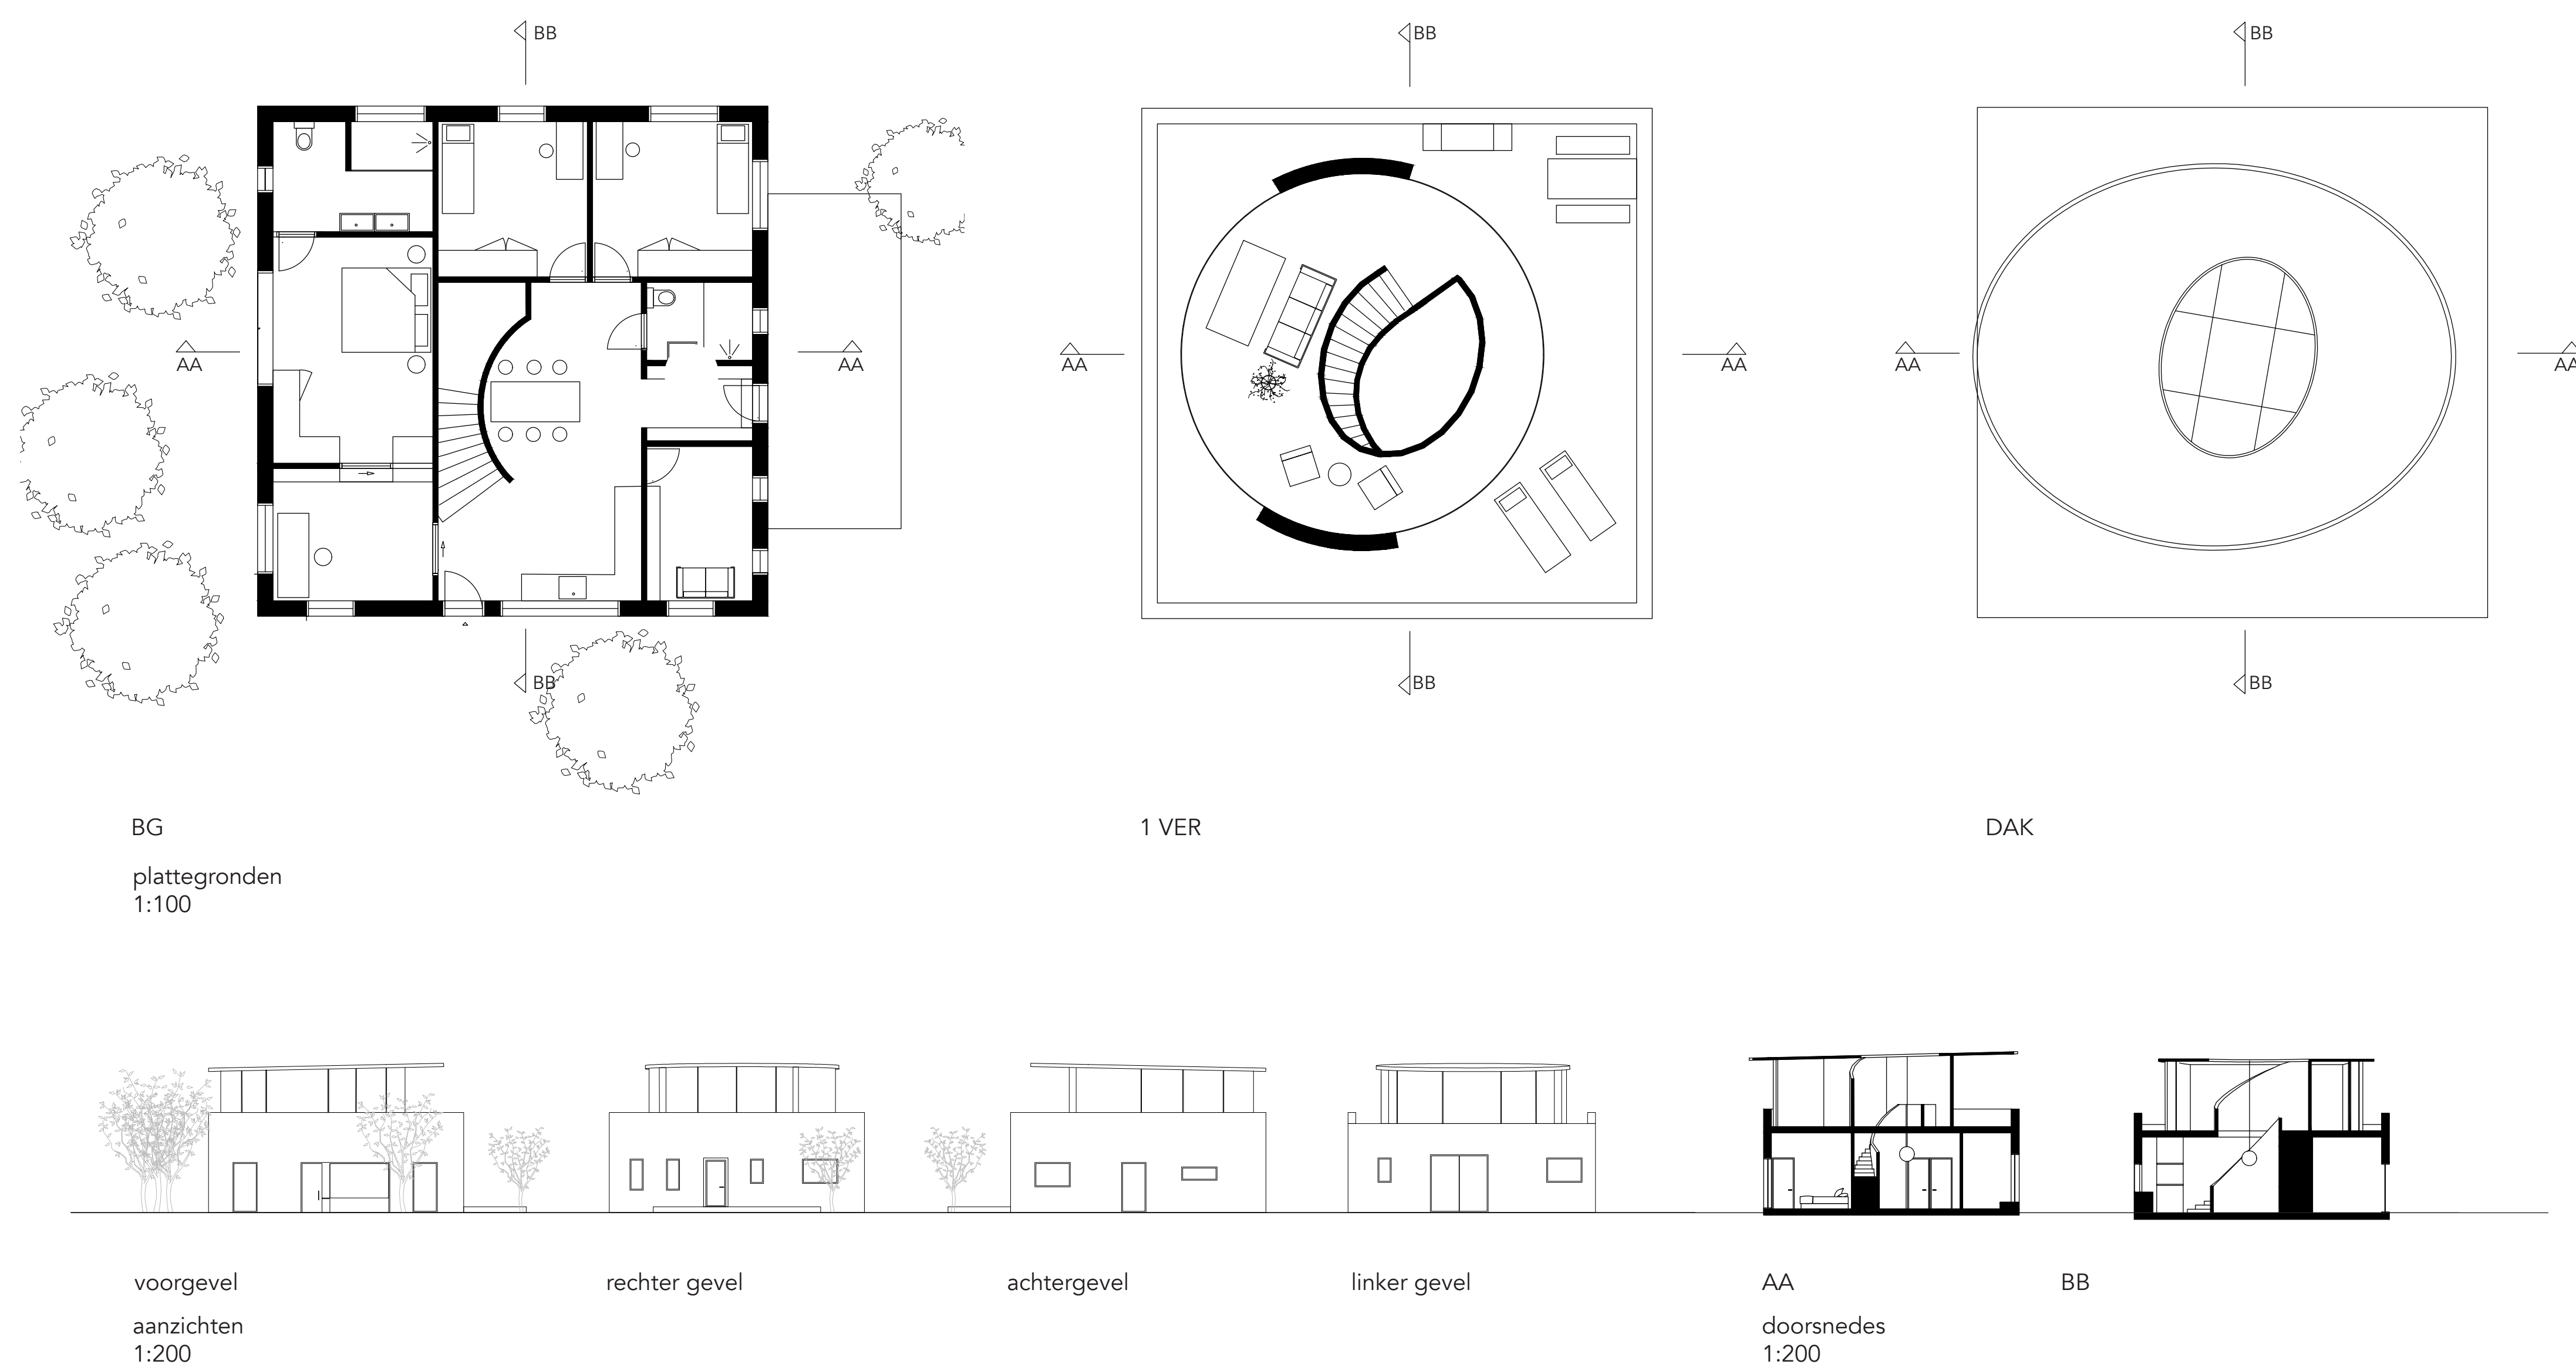 BB
BB
BB
AA
AA
AA
AA
AA
AA
BB
BB
BB
BG
1 VER
DAK
plattegronden
1:100
voorgevel
rechter gevel
achtergevel
linker gevel
AA
BB
aanzichten
1:200
doorsnedes
1:200